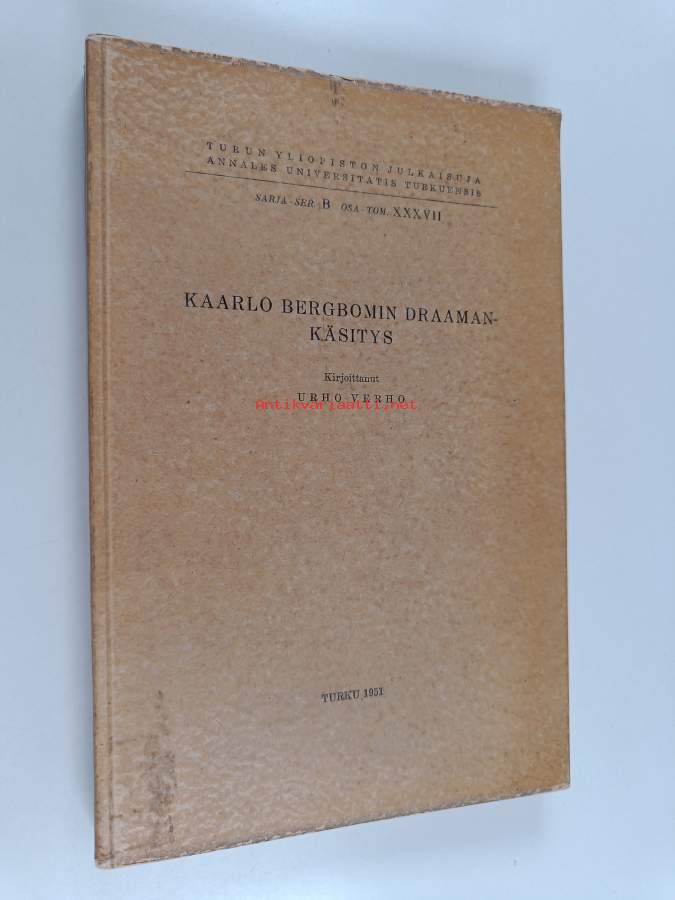 TURUN YLIOPISTON JULKAISUJA
ANNALES UNIVERSITATIS TURKUENSIS
SARJA - SER. B OSA - TOM. XXXVII
KAARLO BERGBOMIN DRAAMAN-
KÄSITYS
Kirjoittanut
URHO VERHO
Antikvariaatti.net
TURKU 1951